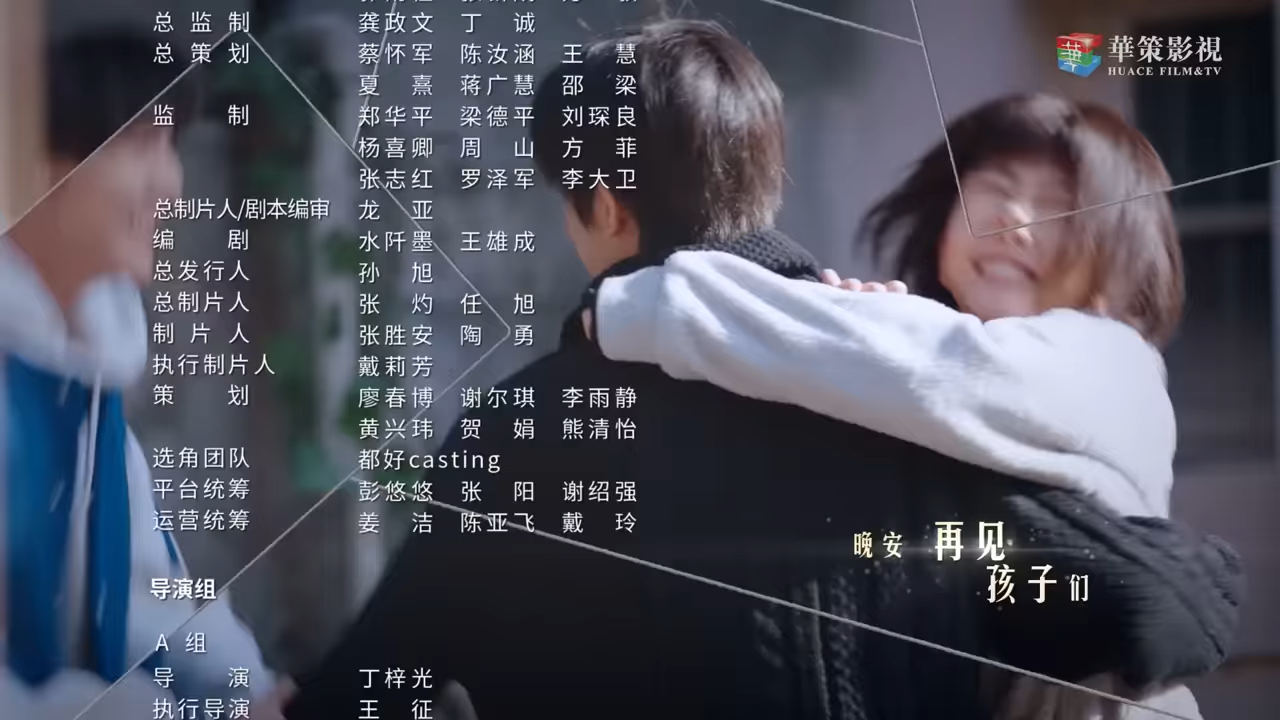 总监制 龚政文 丁诚
总策划 蔡怀军 陈汝涵 王慧
夏熹 蒋广慧 邵梁
监制 郑华平 梁德平 刘琛良
杨喜卿 周山 方菲
张志红 罗泽军 李大卫
总制片人/剧本编审 龙亚
编剧 水阡墨 王雄成
总发行人 孙旭
总制片人 张灼 任旭
制片人 张胜安 陶勇
执行制片人 戴莉芳
策划 廖春博 谢尔琪 李雨静
黄兴玮 贺娟 熊清怡
选角团队 都好casting
平台统筹 彭悠悠 张阳 谢绍强
运营统筹 姜洁 陈亚飞 戴玲
导演组
A组
导演 丁梓光
执行导演 王征
華策影視
HUACE FILM&TV
晚安 再见
孩子们